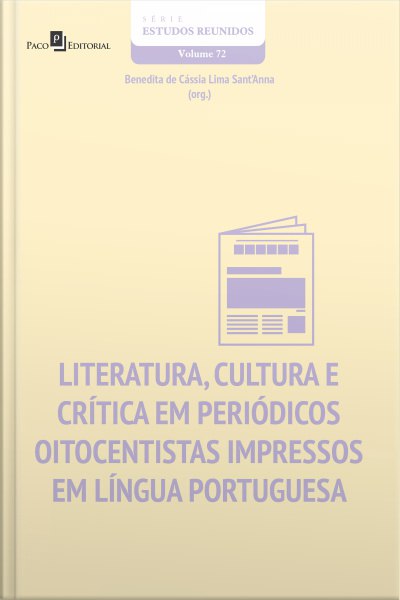 SÉRIE
ESTUDOS REUNIDOS
Volume 72
PACO EDITORIAL
Benedita de Cássia Lima Sant'Anna
(org.)
LITERATURA, CULTURA E
CRÍTICA EM PERIÓDICOS
OITOCENTISTAS IMPRESSOS
EM LÍNGUA PORTUGUESA